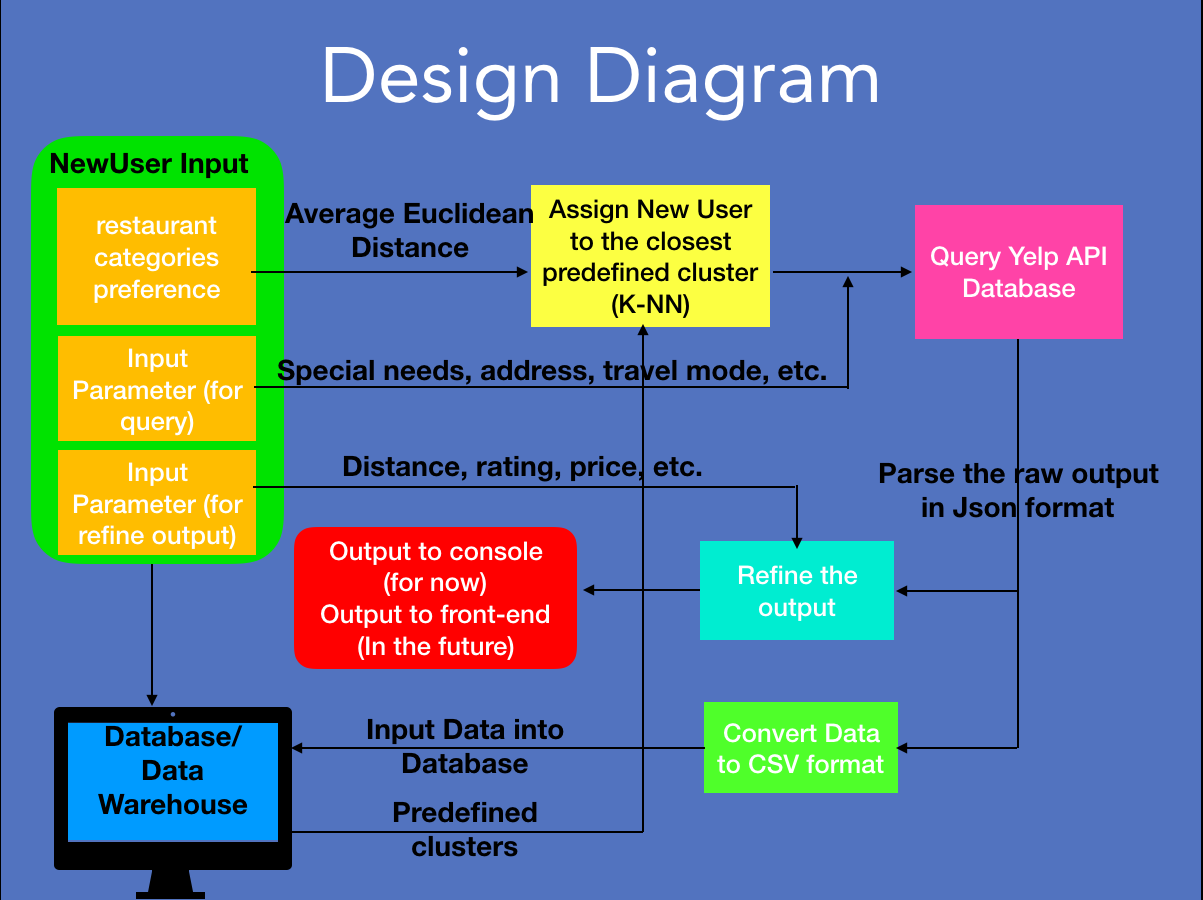 Design Diagram
NewUser Input
restaurant
categories
preference
Average Euclidean
Distance
Assign New User
to the closest
predefined cluster
(K-NN)
Query Yelp API
Database
Input
Parameter (for
query)
Special needs, address, travel mode, etc.
Input
Parameter (for
refine output)
Distance, rating, price, etc.
Parse the raw output
in Json format
Output to console
(for now)
Output to front-end
(In the future)
Refine the
output
Database/
Data
Warehouse
Input Data into
Database
Convert Data
to CSV format
Predefined
clusters